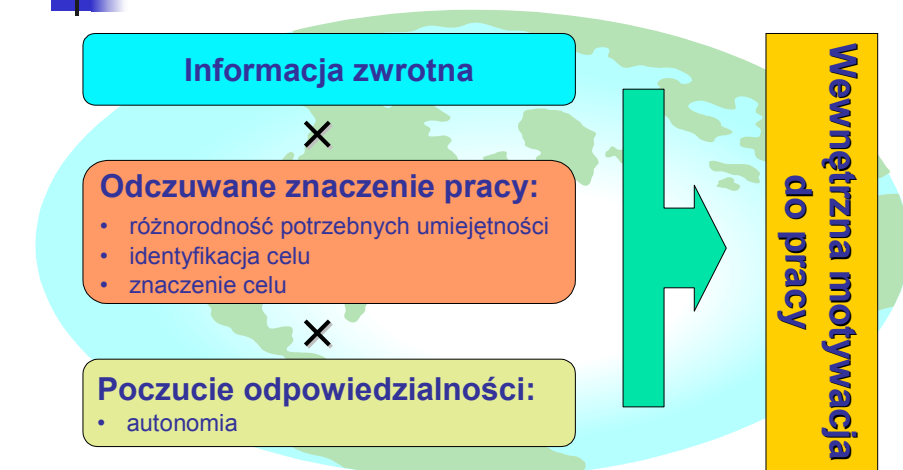 Informacja zwrotna
×
Odczuwane znaczenie pracy:
• różnorodność potrzebnych umiejętności
• identyfikacja celu
• znaczenie celu
×
Poczucie odpowiedzialności:
• autonomia
Wewnętrzna motywacja
do pracy